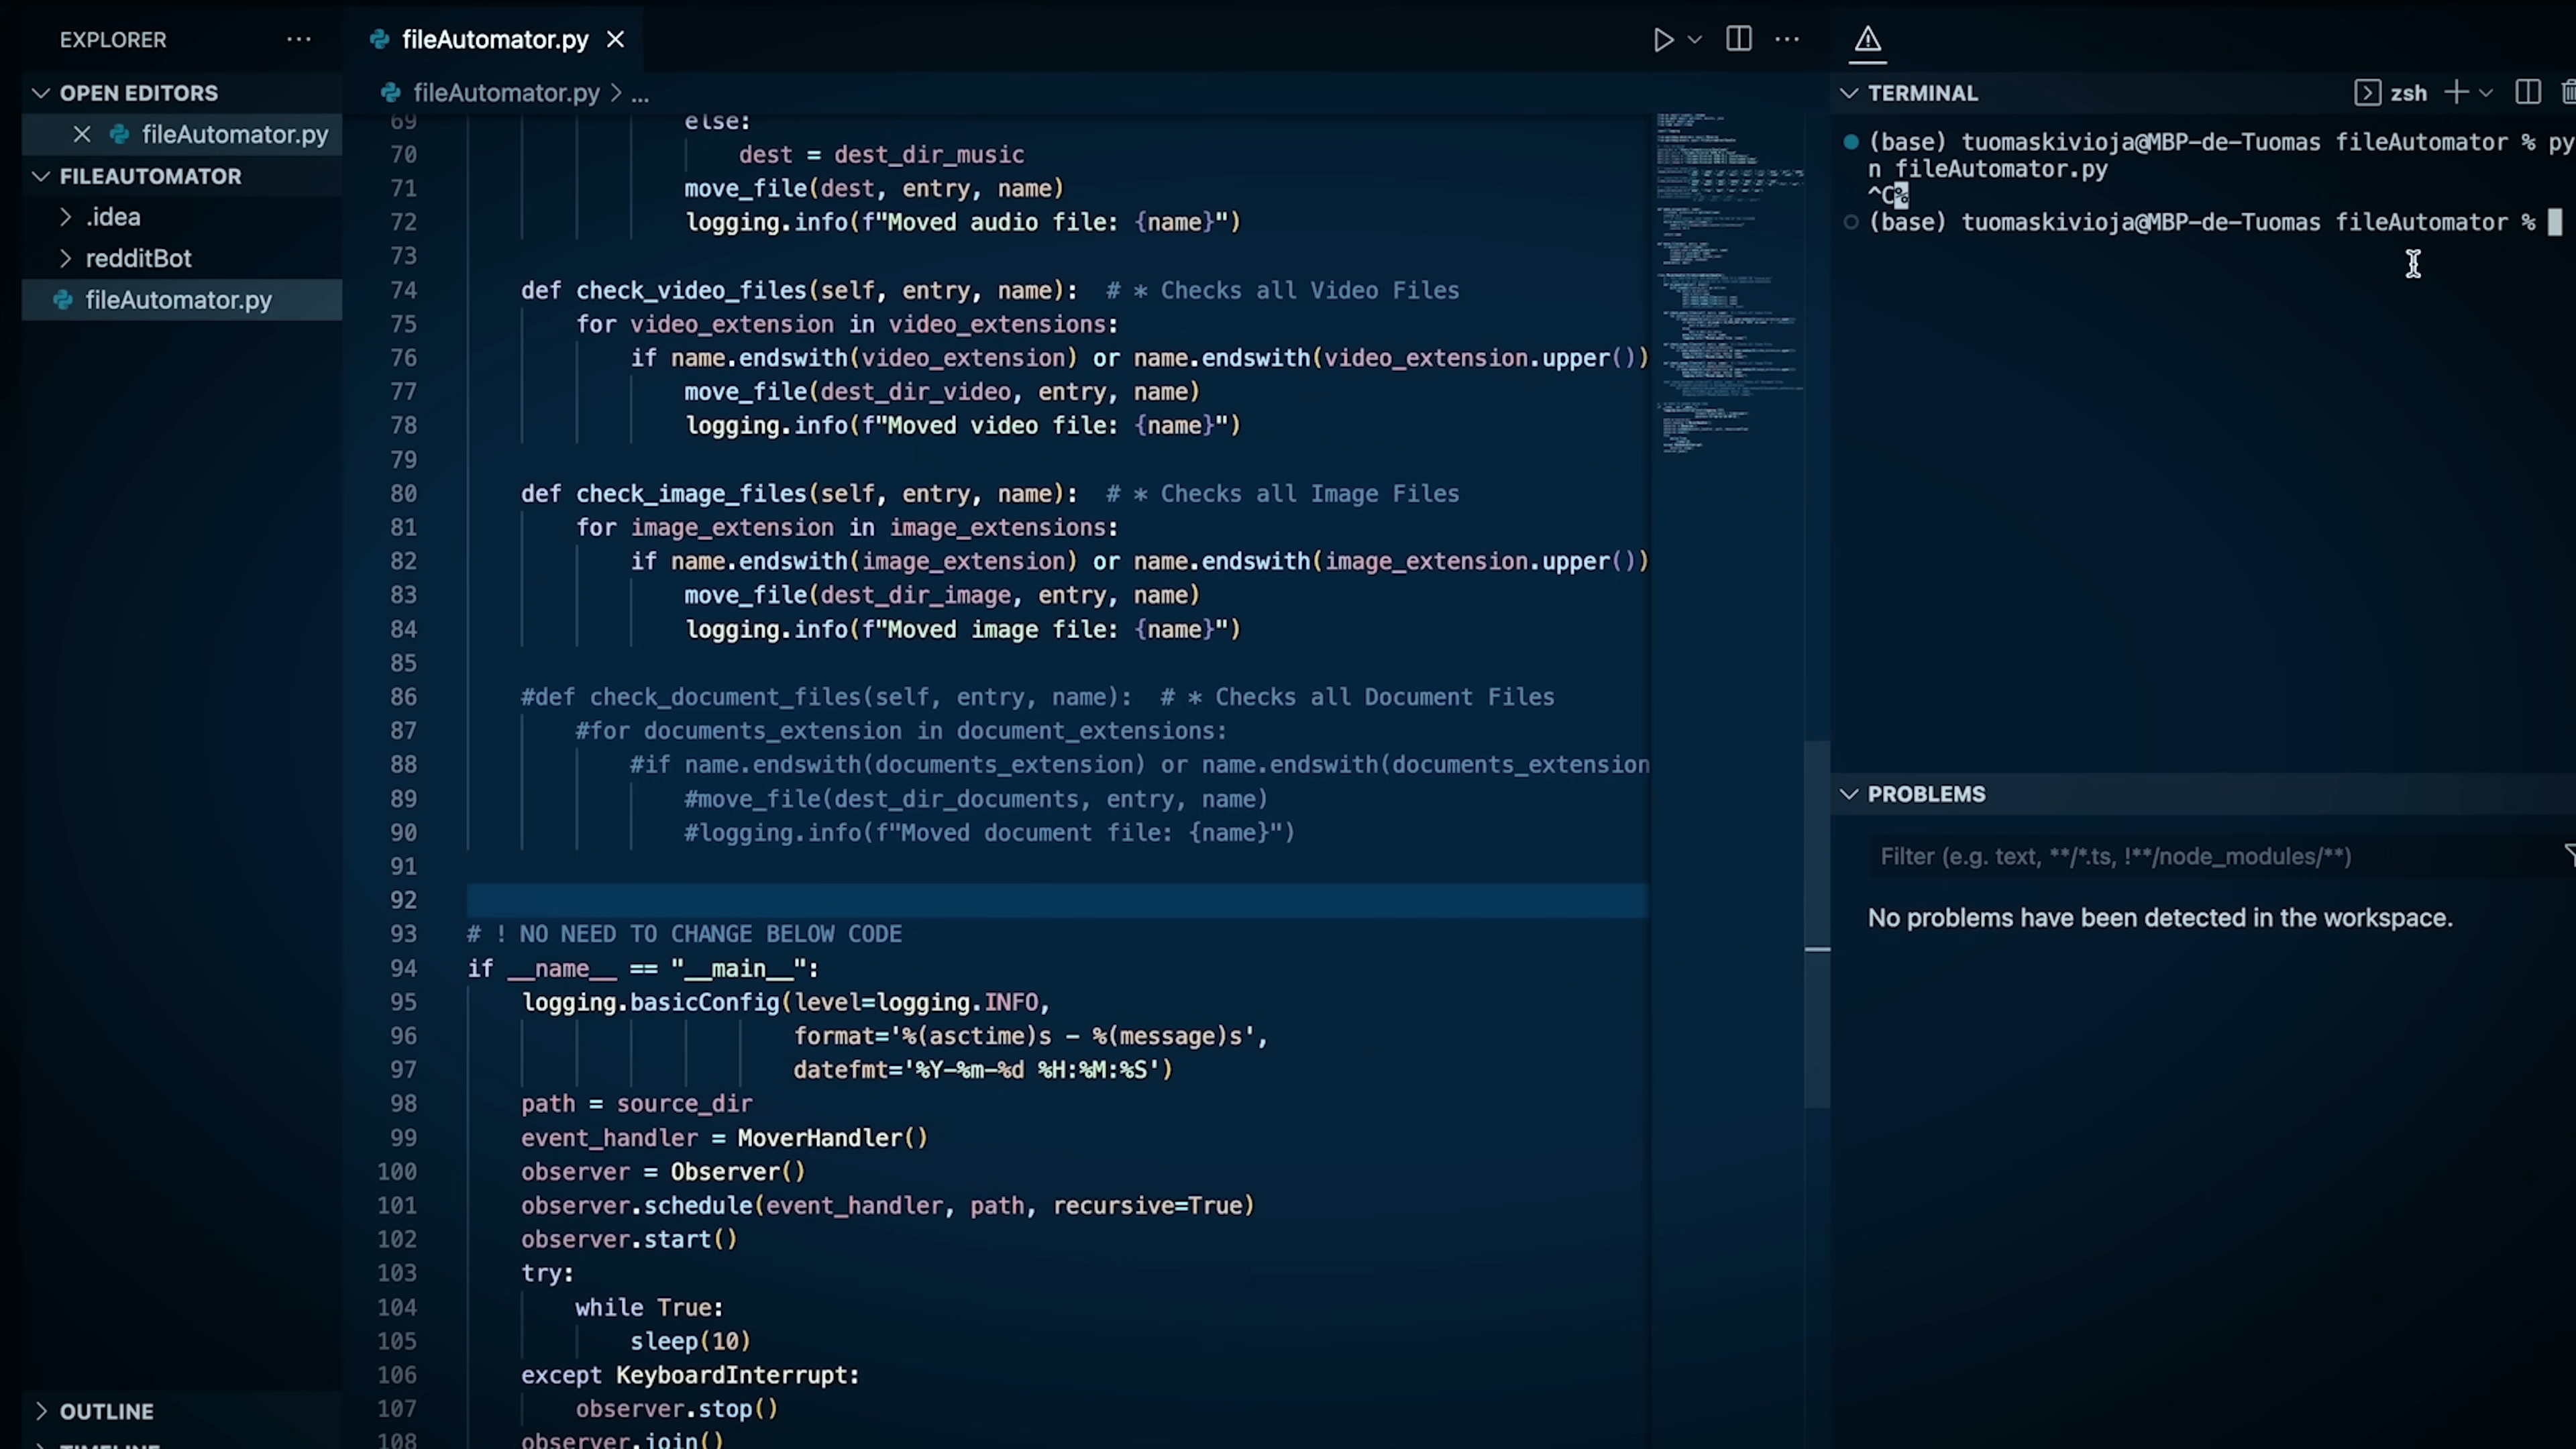 EXPLORER
OPEN EDITORS
fileAutomator.py
FILEAUTOMATOR
.idea
redditBot
fileAutomator.py
OUTLINE
TIMELINE
fileAutomator.py
fileAutomator.py > ...
69 else:
70 dest = dest_dir_music
71 move_file(dest, entry, name)
72 logging.info(f"Moved audio file: {name}")
73
74 def check_video_files(self, entry, name):  # * Checks all Video Files
75 for video_extension in video_extensions:
76 if name.endswith(video_extension) or name.endswith(video_extension.upper())
77 move_file(dest_dir_video, entry, name)
78 logging.info(f"Moved video file: {name}")
79
80 def check_image_files(self, entry, name):  # * Checks all Image Files
81 for image_extension in image_extensions:
82 if name.endswith(image_extension) or name.endswith(image_extension.upper())
83 move_file(dest_dir_image, entry, name)
84 logging.info(f"Moved image file: {name}")
85
86 #def check_document_files(self, entry, name):  # * Checks all Document Files
87 #for documents_extension in document_extensions:
88 #if name.endswith(documents_extension) or name.endswith(documents_extension
89 #move_file(dest_dir_documents, entry, name)
90 #logging.info(f"Moved document file: {name}")
91
92
93 # ! NO NEED TO CHANGE BELOW CODE
94 if __name__ == "__main__":
95 logging.basicConfig(level=logging.INFO,
96 format='%(asctime)s - %(message)s',
97 datefmt='%Y-%m-%d %H:%M:%S')
98 path = source_dir
99 event_handler = MoverHandler()
100 observer = Observer()
101 observer.schedule(event_handler, path, recursive=True)
102 observer.start()
103 try:
104 while True:
105 sleep(10)
106 except KeyboardInterrupt:
107 observer.stop()
108 observer.join()
TERMINAL
zsh
(base) tuomaskivioja@MBP-de-Tuomas fileAutomator % py
n fileAutomator.py
^C%
(base) tuomaskivioja@MBP-de-Tuomas fileAutomator %
PROBLEMS
Filter (e.g. text, **/*.ts, !**/node_modules/**)
No problems have been detected in the workspace.